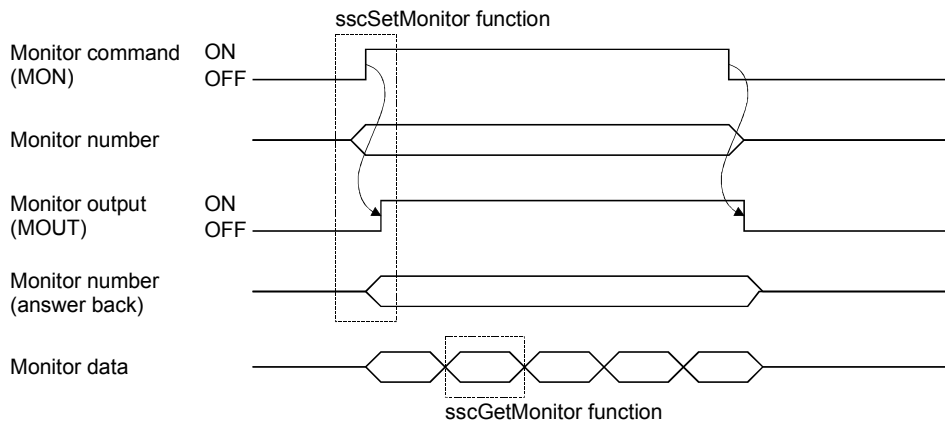 sscSetMonitor function
Monitor command
(MON)
ON
OFF
Monitor number
Monitor output
(MOUT)
ON
OFF
Monitor number
(answer back)
Monitor data
sscGetMonitor function